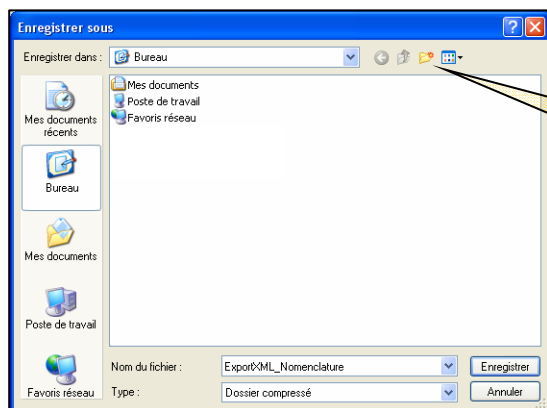 Enregistrer sous
Enregistrer dans :
Bureau
Mes documents
Poste de travail
Favoris réseau
Mes documents
récents
Bureau
Mes documents
Poste de travail
Favoris réseau
Nom du fichier :
ExportXML_Nomenclature
Enregistrer
Type :
Dossier compressé
Annuler